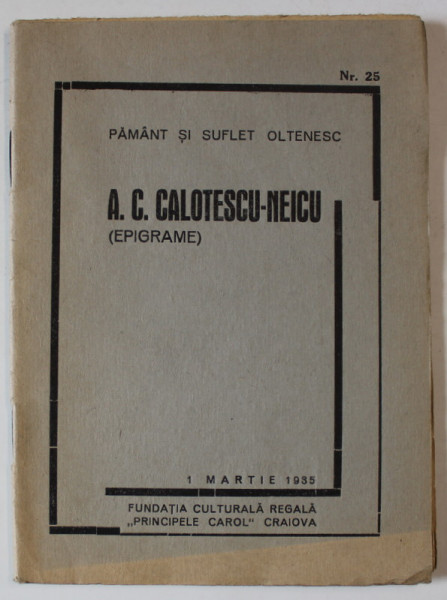 Nr. 25
PĂMÂNT ȘI SUFLET OLTENESC
A. C. CALOTESCU-NEICU
(EPIGRAME)
1 MARTIE 1935
FUNDAȚIA CULTURALĂ REGALĂ
„PRINCIPELE CAROL" CRAIOVA